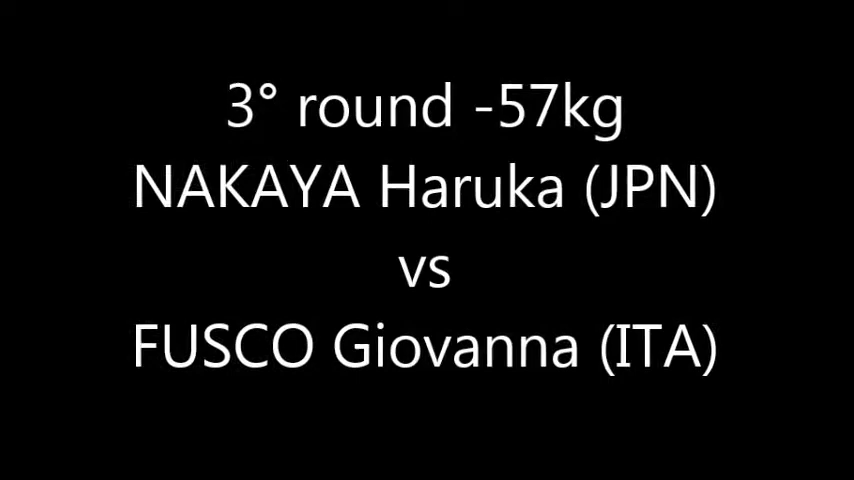 3° round -57kg
NAKAYA Haruka (JPN)
vs
FUSCO Giovanna (ITA)